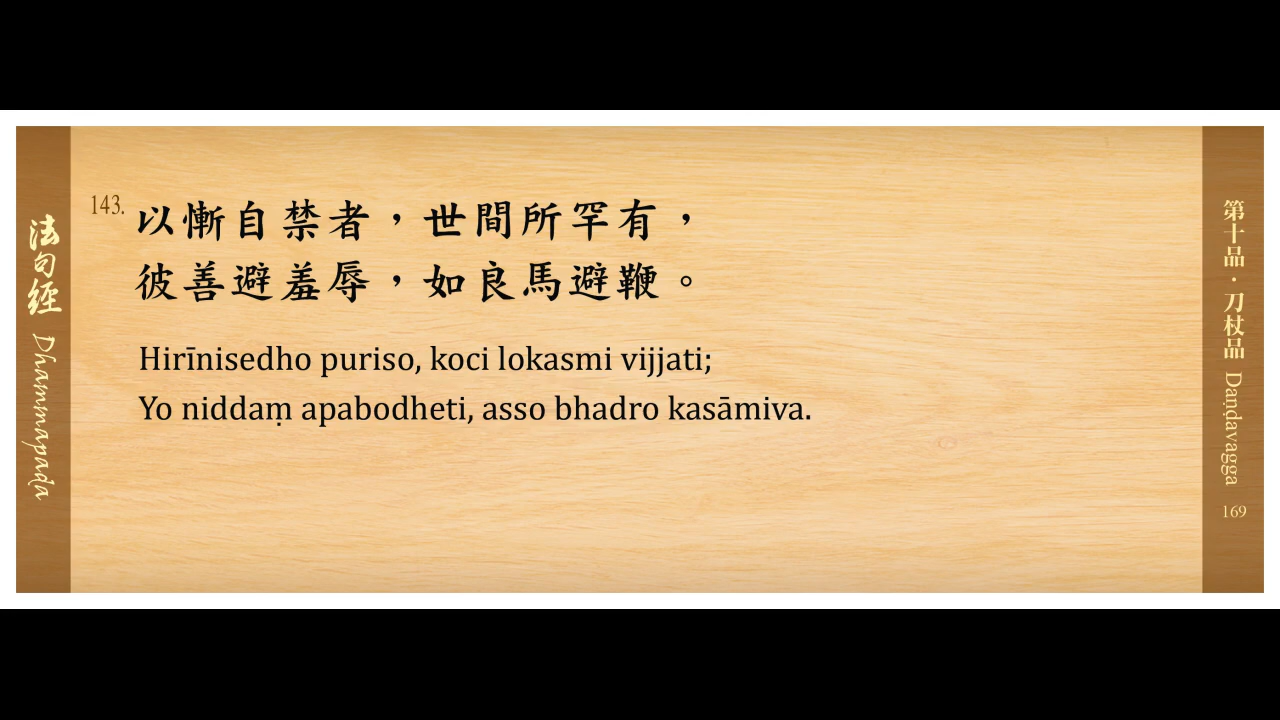 法句經 Dhammapada
143. 以慚自禁者，世間所罕有，
彼善避羞辱，如良馬避鞭。
Hirīnisedho puriso, koci lokasmi vijjati;
Yo niddaṃ apabodheti, asso bhadro kasāmiva.
第十品．刀杖品 Daṇḍavagga 169